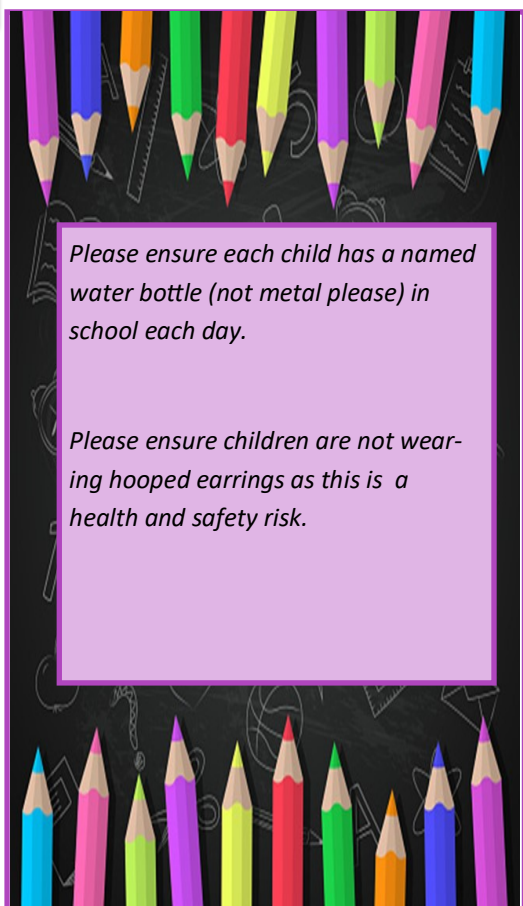 Please ensure each child has a named
water bottle (not metal please) in
school each day.
Please ensure children are not wear-
ing hooped earrings as this is  a
health and safety risk.